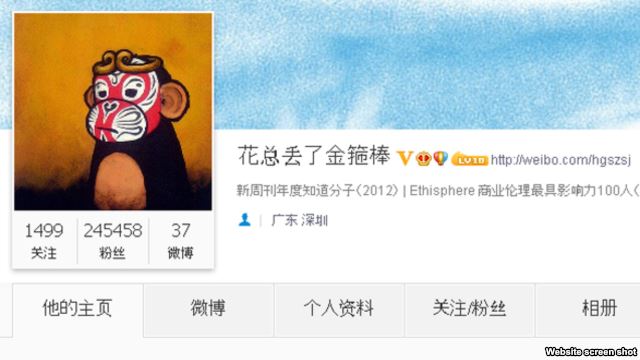 花总丢了金箍棒 V LV10 http://weibo.com/hgszsj
新周刊年度知道分子(2012) | Ethisphere 商业伦理最具影响力100人(
广东 深圳
1499 245458 37
关注 粉丝 微博
他的主页 微博 个人资料 关注/粉丝 相册
Website screen shot